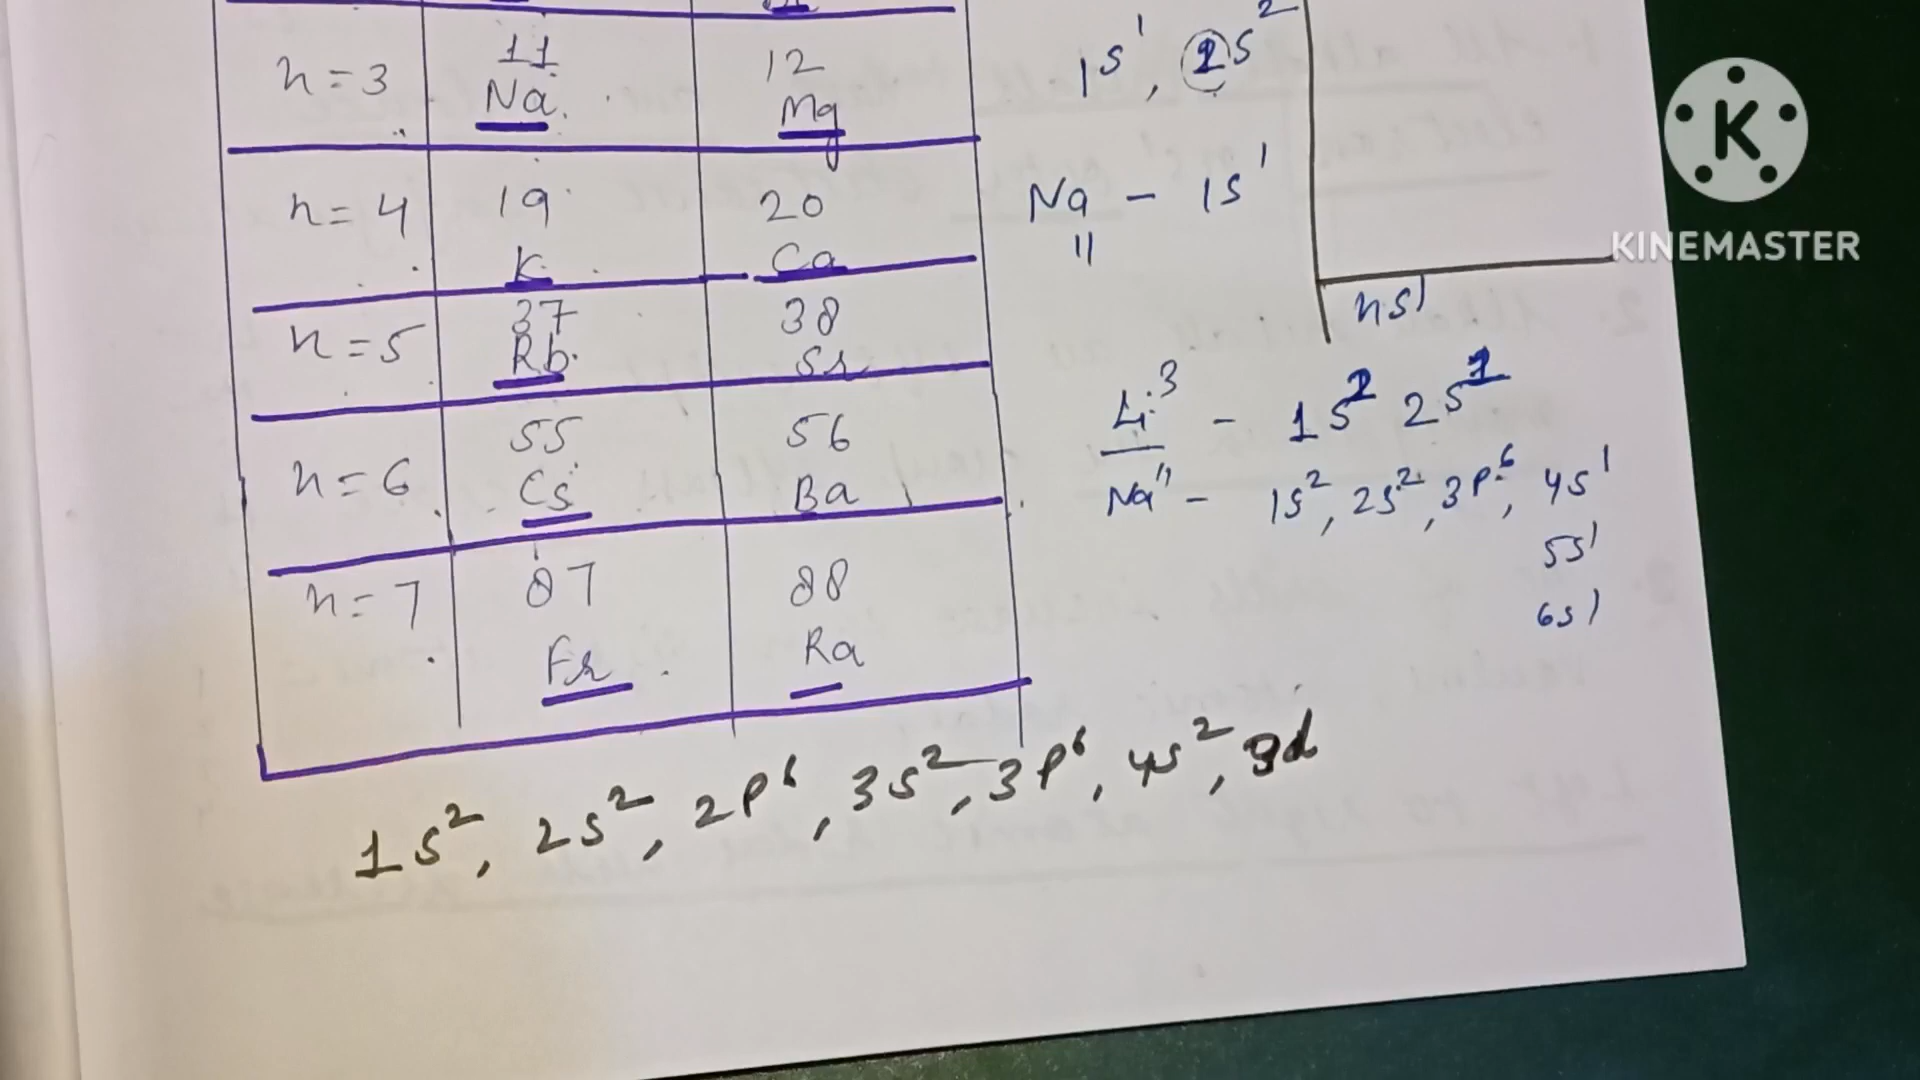 n=3 11 12
Na Mg
n=4 19 20
K Ca
n=5 37 38
Rb Sr
n=6 55 56
Cs Ba
n=7 87 88
Fr Ra
1s¹, 2s²
Na - 1s¹
11
ns¹
Li³ - 1s² 2s¹
Na¹¹ - 1s², 2s², 3p⁶, 4s¹
5s¹
6s¹
1s², 2s², 2p⁶, 3s², 3p⁶, 4s², 3d
K
KINEMASTER